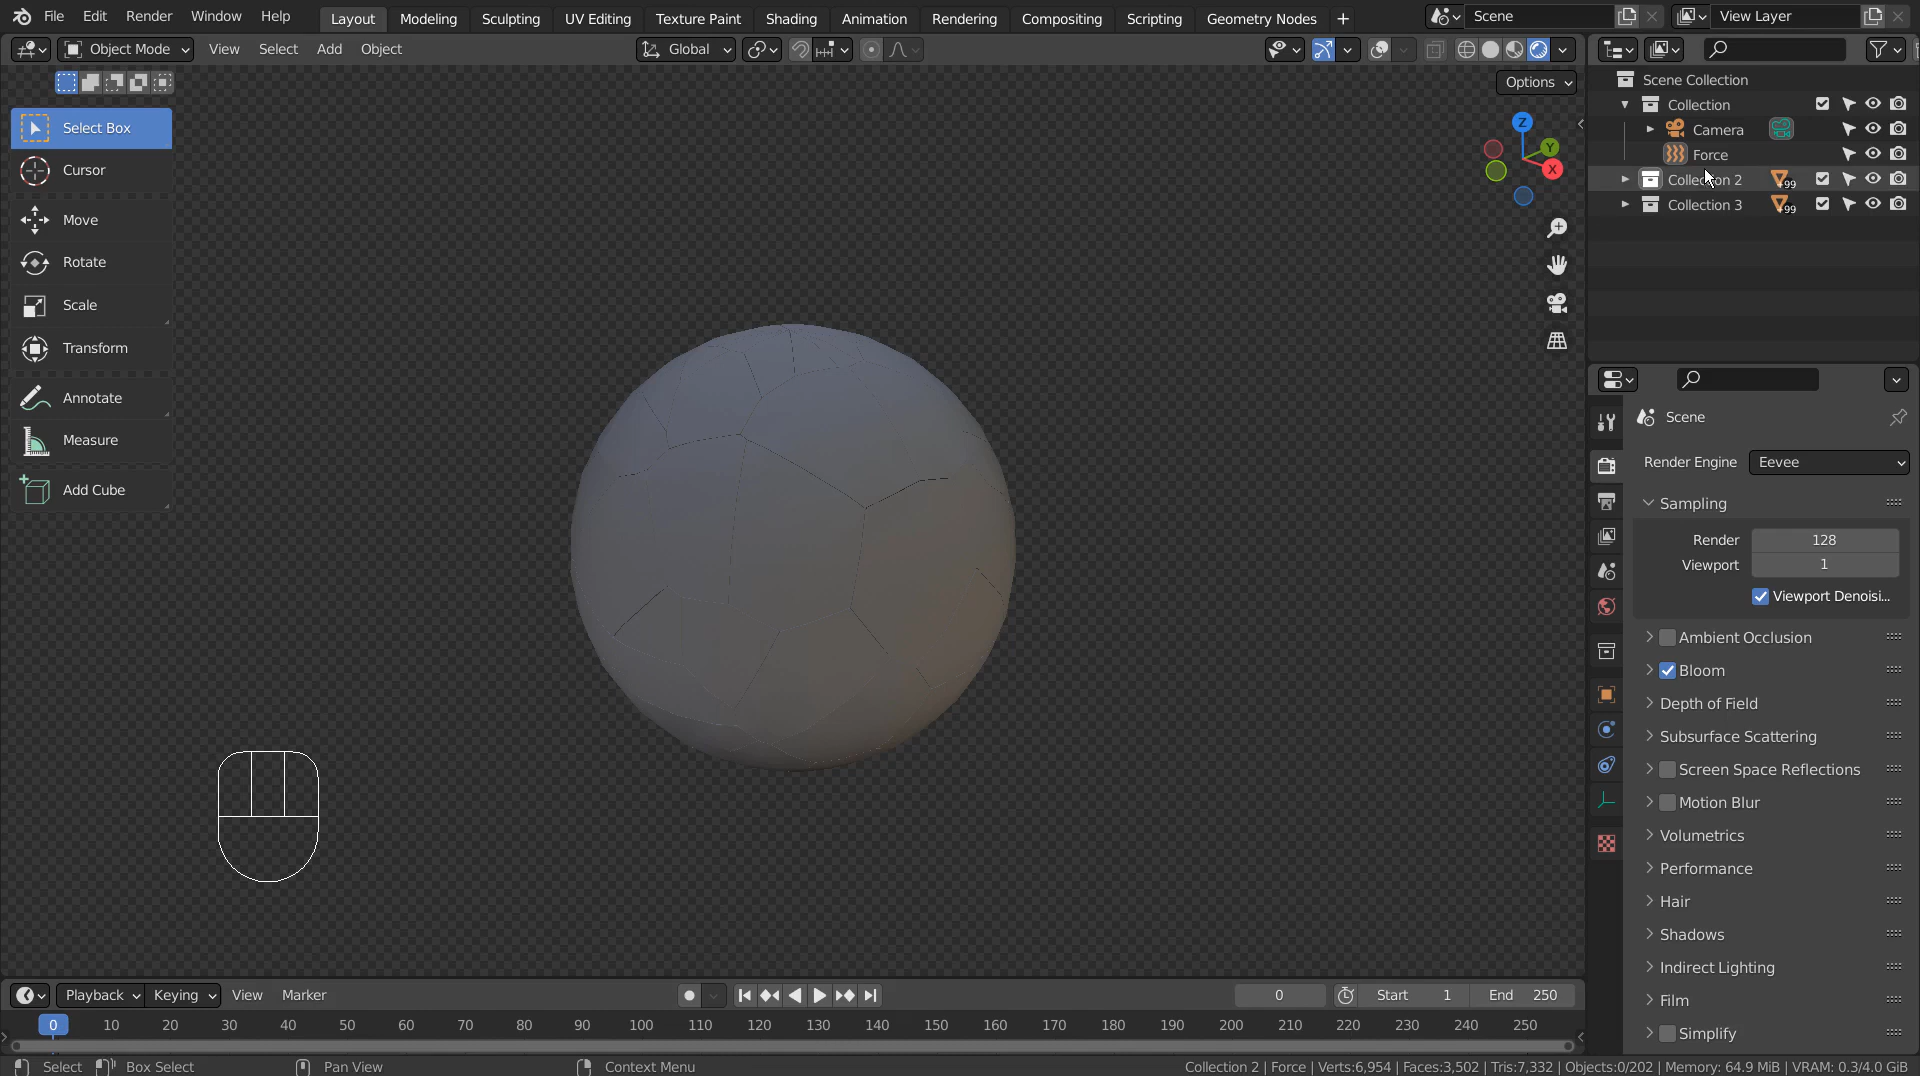 File Edit Render Window Help Layout Modeling Sculpting UV Editing Texture Paint Shading Animation Rendering Compositing Scripting Geometry Nodes + Scene View Layer
Object Mode View Select Add Object Global
Options
Select Box
Cursor
Move
Rotate
Scale
Transform
Annotate
Measure
Add Cube
Z
Y
X
Scene Collection
Collection
Camera
Force
Collection 2 +99
Collection 3 +99
Scene
Render Engine Eevee
Sampling
Render 128
Viewport 1
Viewport Denoisi...
Ambient Occlusion
Bloom
Depth of Field
Subsurface Scattering
Screen Space Reflections
Motion Blur
Volumetrics
Performance
Hair
Shadows
Indirect Lighting
Film
Simplify
Playback Keying View Marker 0 Start 1 End 250
0 10 20 30 40 50 60 70 80 90 100 110 120 130 140 150 160 170 180 190 200 210 220 230 240 250
Select Box Select Pan View Context Menu Collection 2 | Force | Verts:6,954 | Faces:3,502 | Tris:7,332 | Objects:0/202 | Memory: 64.9 MiB | VRAM: 0.3/4.0 GiB